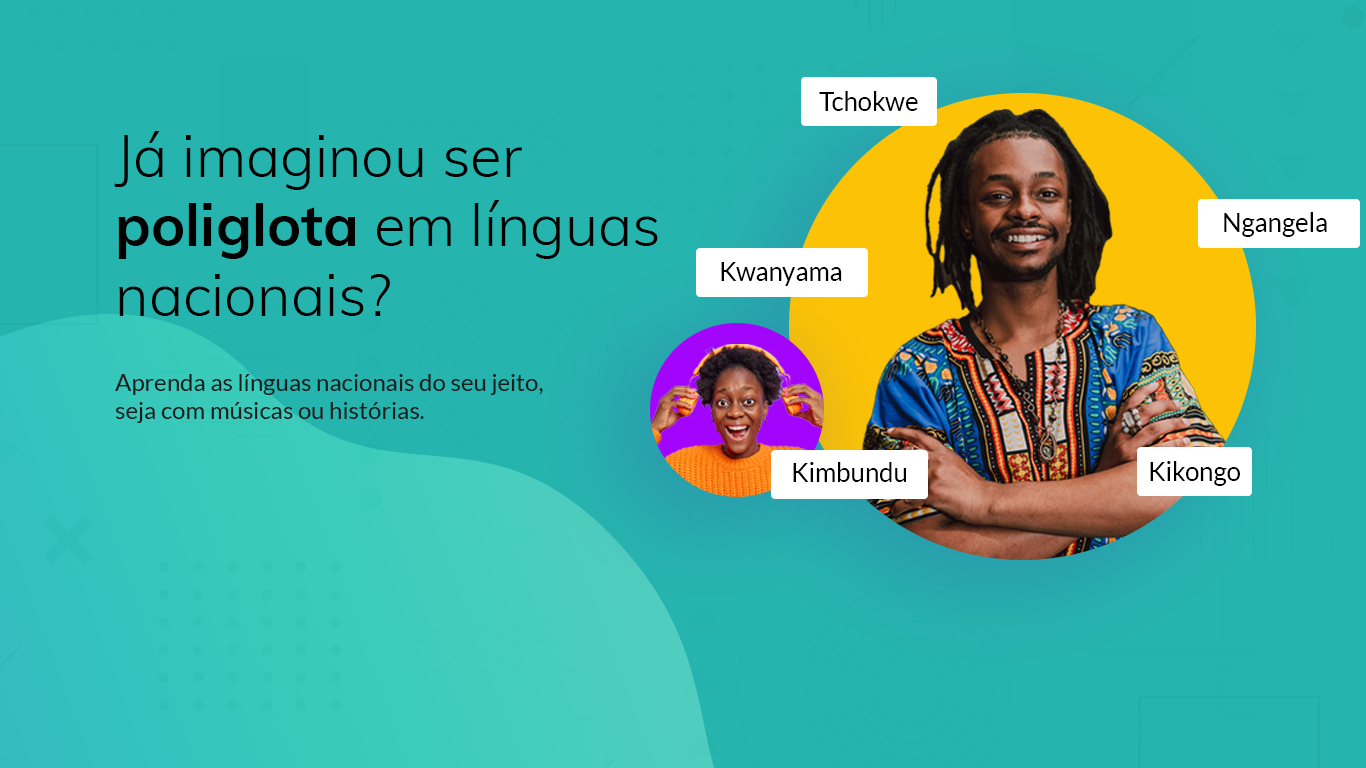 Já imaginou ser
poliglota em línguas
nacionais?
Aprenda as línguas nacionais do seu jeito,
seja com músicas ou histórias.
Tchokwe
Ngangela
Kwanyama
Kimbundu
Kikongo